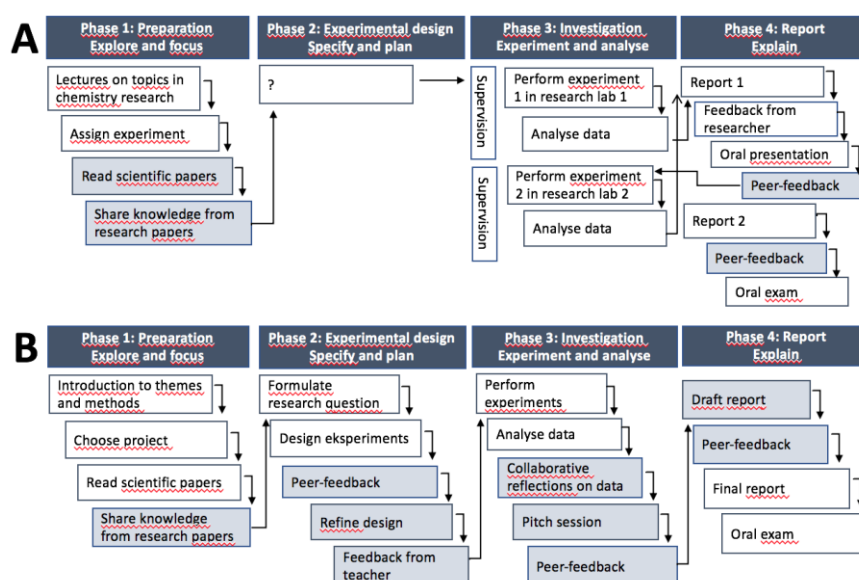 A
Phase 1: Preparation
Explore and focus
Phase 2: Experimental design
Specify and plan
Phase 3: Investigation
Experiment and analyse
Phase 4: Report
Explain
Lectures on topics in
chemistry research
Assign experiment
Read scientific papers
Share knowledge from
research papers
?
Supervision
Perform experiment
1 in research lab 1
Analyse data
Supervision
Perform experiment
2 in research lab 2
Analyse data
Report 1
Feedback from
researcher
Oral presentation
Peer-feedback
Report 2
Peer-feedback
Oral exam
B
Phase 1: Preparation
Explore and focus
Phase 2: Experimental design
Specify and plan
Phase 3: Investigation
Experiment and analyse
Phase 4: Report
Explain
Introduction to themes
and methods
Choose project
Read scientific papers
Share knowledge
from research papers
Formulate
research question
Design eksperiments
Peer-feedback
Refine design
Feedback from
teacher
Perform
experiments
Analyse data
Collaborative
reflections on data
Pitch session
Peer-feedback
Draft report
Peer-feedback
Final report
Oral exam